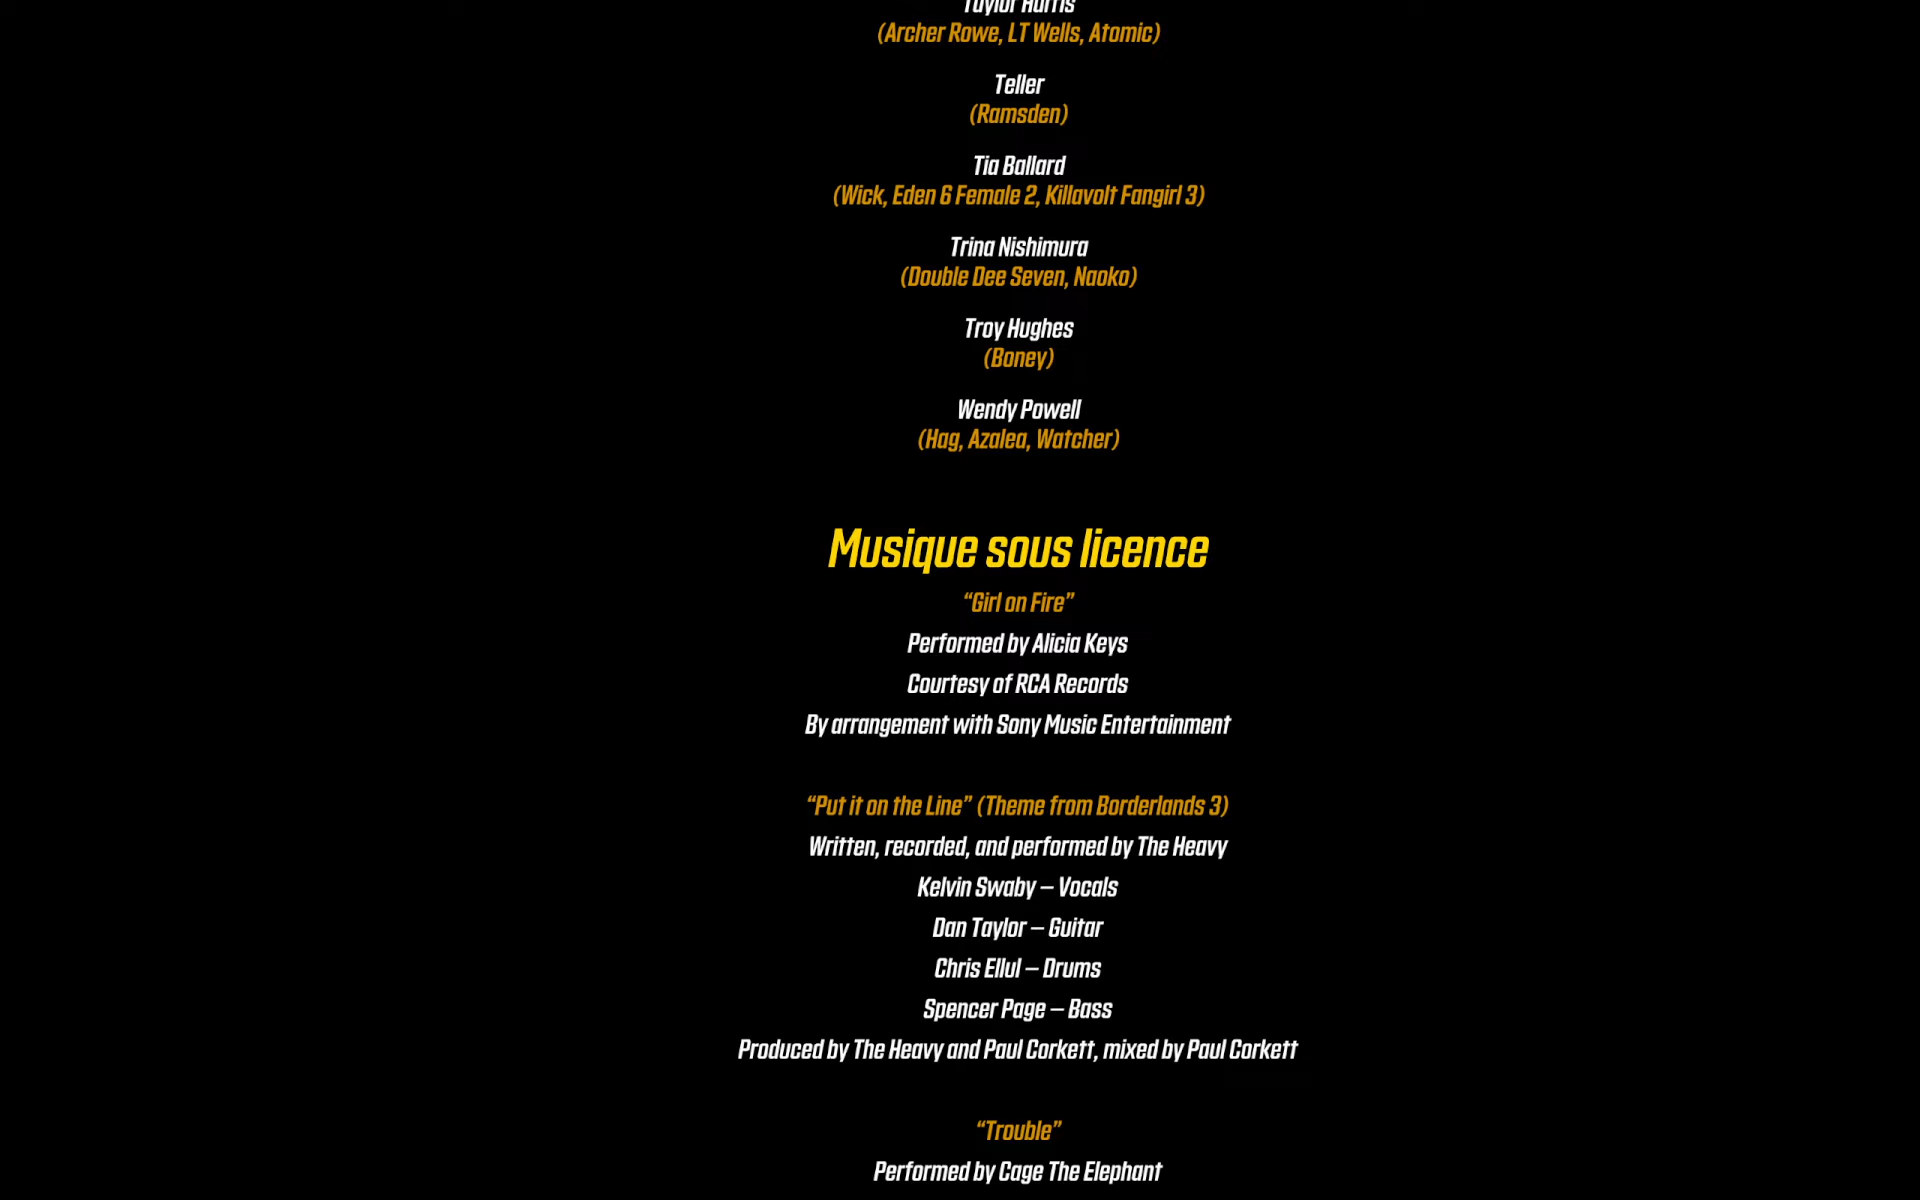 Taylor Harris
(Archer Rowe, LT Wells, Atomic)
Teller
(Ramsden)
Tia Ballard
(Wick, Eden 6 Female 2, Killavolt Fangirl 3)
Trina Nishimura
(Double Dee Seven, Naoko)
Troy Hughes
(Boney)
Wendy Powell
(Hag, Azalea, Watcher)
Musique sous licence
“Girl on Fire”
Performed by Alicia Keys
Courtesy of RCA Records
By arrangement with Sony Music Entertainment
“Put it on the Line” (Theme from Borderlands 3)
Written, recorded, and performed by The Heavy
Kelvin Swaby – Vocals
Dan Taylor – Guitar
Chris Ellul – Drums
Spencer Page – Bass
Produced by The Heavy and Paul Corkett, mixed by Paul Corkett
“Trouble”
Performed by Cage The Elephant